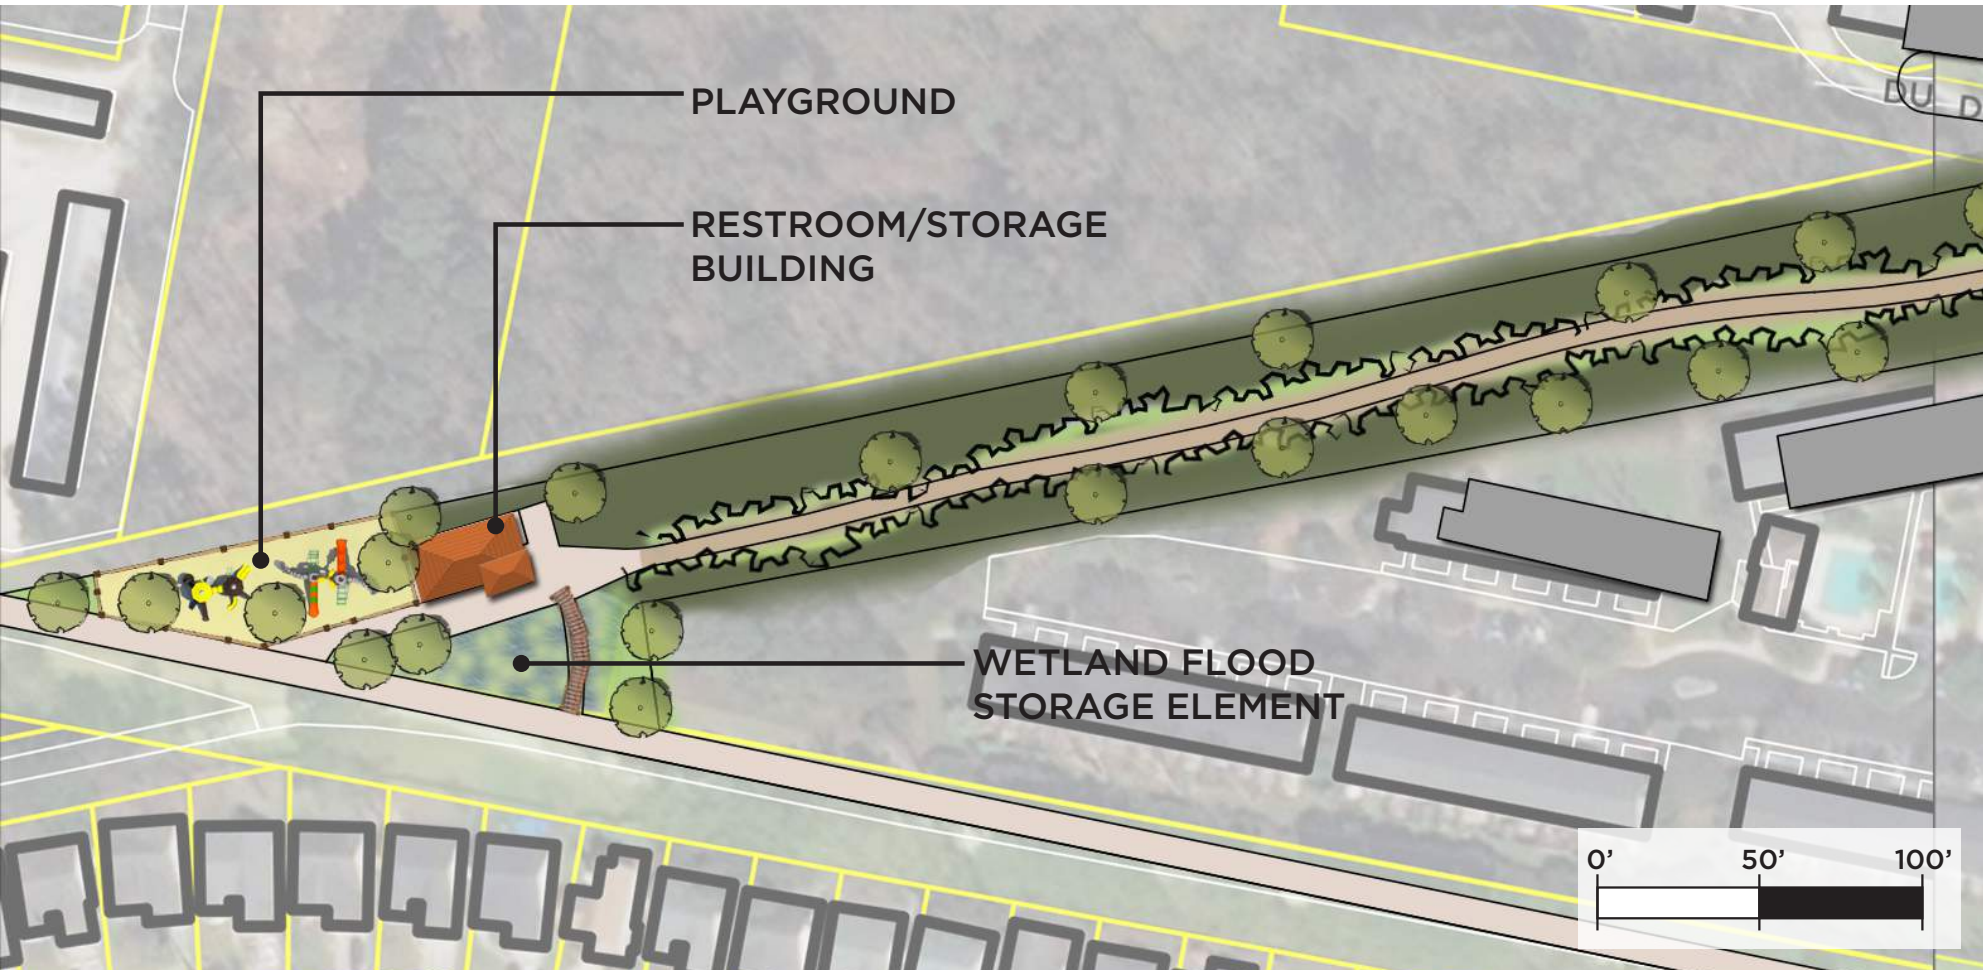 PLAYGROUND
RESTROOM/STORAGE
BUILDING
WETLAND FLOOD
STORAGE ELEMENT
0’ 50’ 100’